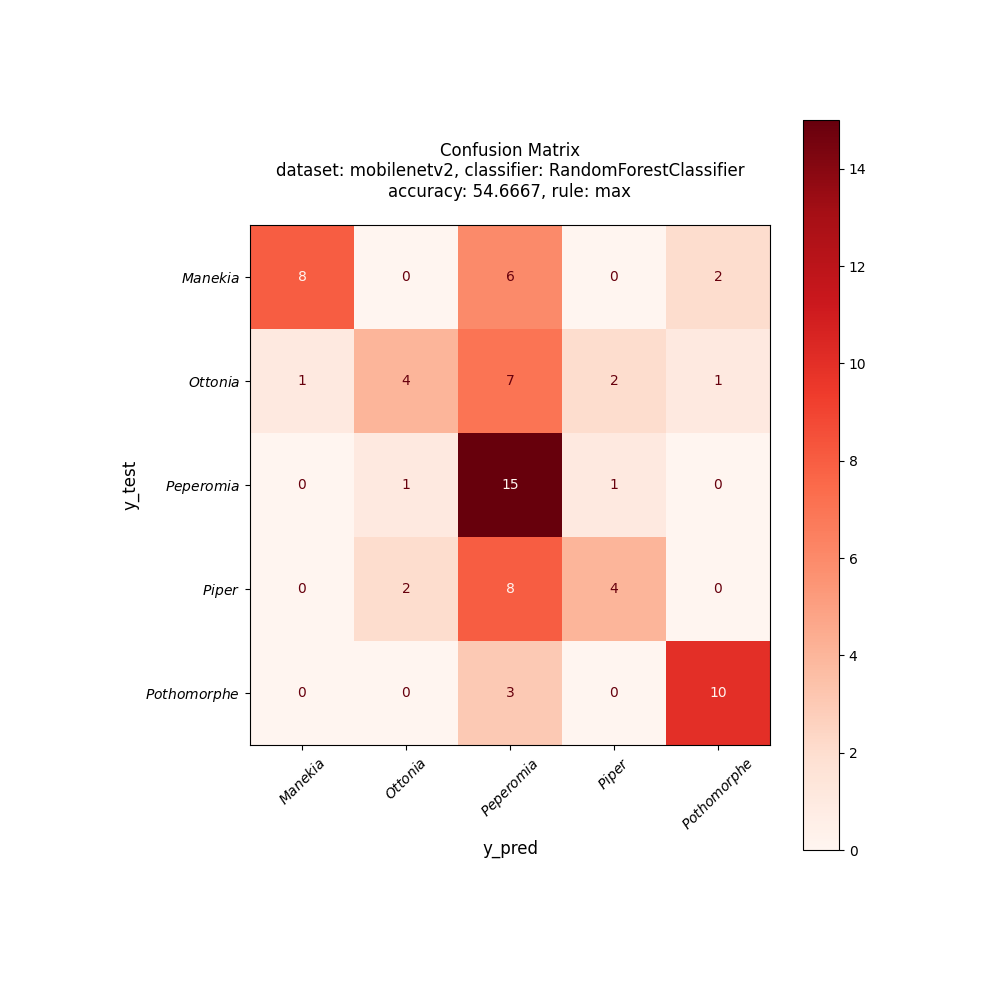 Confusion Matrix
dataset: mobilenetv2, classifier: RandomForestClassifier
accuracy: 54.6667, rule: max
Manekia 8 0 6 0 2
Ottonia 1 4 7 2 1
Peperomia 0 1 15 1 0
Piper 0 2 8 4 0
Pothomorphe 0 0 3 0 10
Manekia Ottonia Peperomia Piper Pothomorphe
y_pred
y_test
14
12
10
8
6
4
2
0